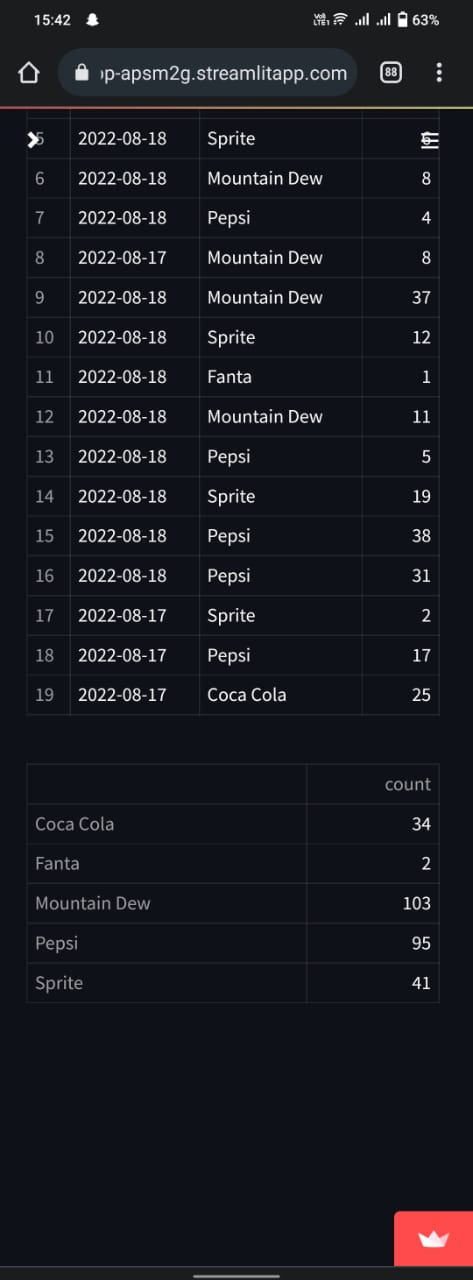 15:42 63%
op-apsm2g.streamlitapp.com 88
2022-08-18 Sprite
6 2022-08-18 Mountain Dew 8
7 2022-08-18 Pepsi 4
8 2022-08-17 Mountain Dew 8
9 2022-08-18 Mountain Dew 37
10 2022-08-18 Sprite 12
11 2022-08-18 Fanta 1
12 2022-08-18 Mountain Dew 11
13 2022-08-18 Pepsi 5
14 2022-08-18 Sprite 19
15 2022-08-18 Pepsi 38
16 2022-08-18 Pepsi 31
17 2022-08-17 Sprite 2
18 2022-08-17 Pepsi 17
19 2022-08-17 Coca Cola 25
count
Coca Cola 34
Fanta 2
Mountain Dew 103
Pepsi 95
Sprite 41